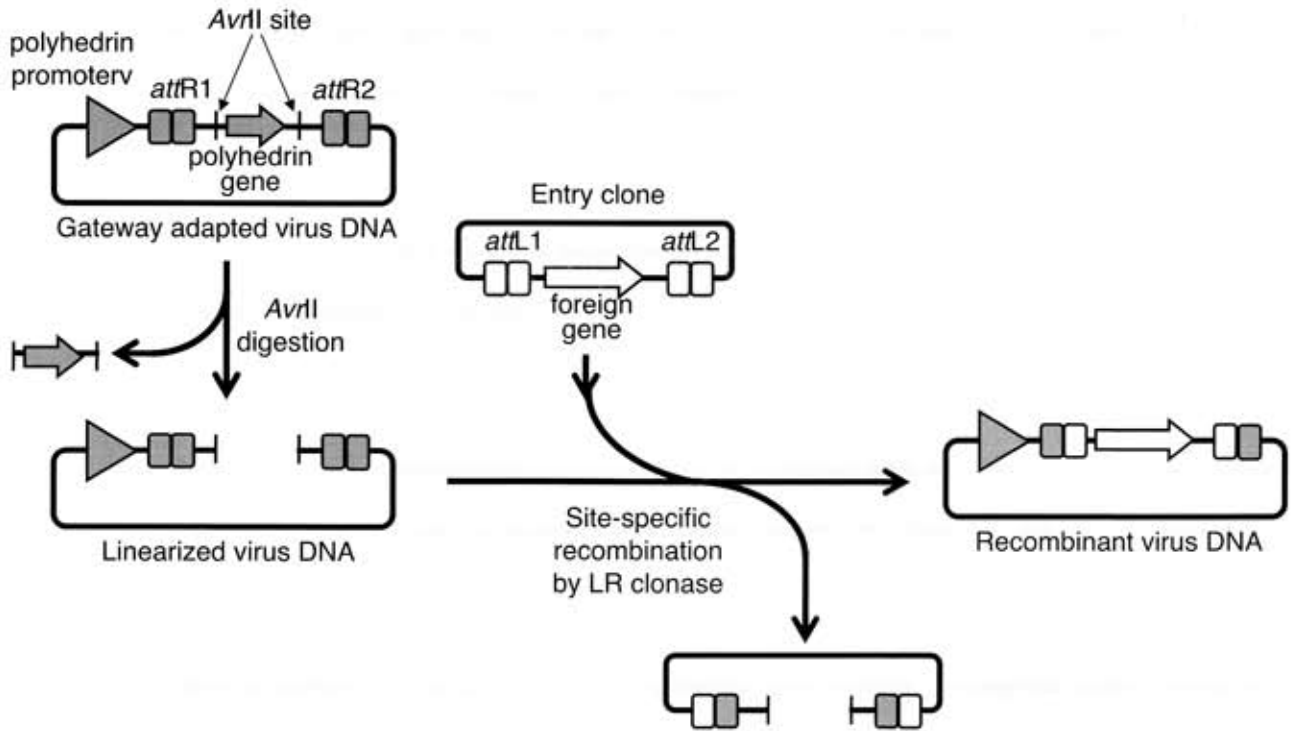 AvrII site
polyhedrin
promoterv
attR1
attR2
polyhedrin
gene
Gateway adapted virus DNA
Entry clone
attL1
attL2
foreign
gene
AvrII
digestion
Linearized virus DNA
Site-specific
recombination
by LR clonase
Recombinant virus DNA